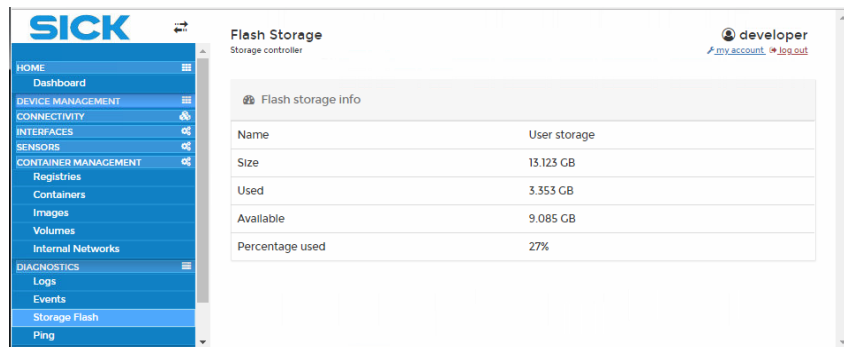 SICK
HOME
Dashboard
DEVICE MANAGEMENT
CONNECTIVITY
INTERFACES
SENSORS
CONTAINER MANAGEMENT
Registries
Containers
Images
Volumes
Internal Networks
DIAGNOSTICS
Logs
Events
Storage Flash
Ping
Flash Storage
Storage controller
developer
my account log out
Flash storage info
Name User storage
Size 13.123 GB
Used 3.353 GB
Available 9.085 GB
Percentage used 27%